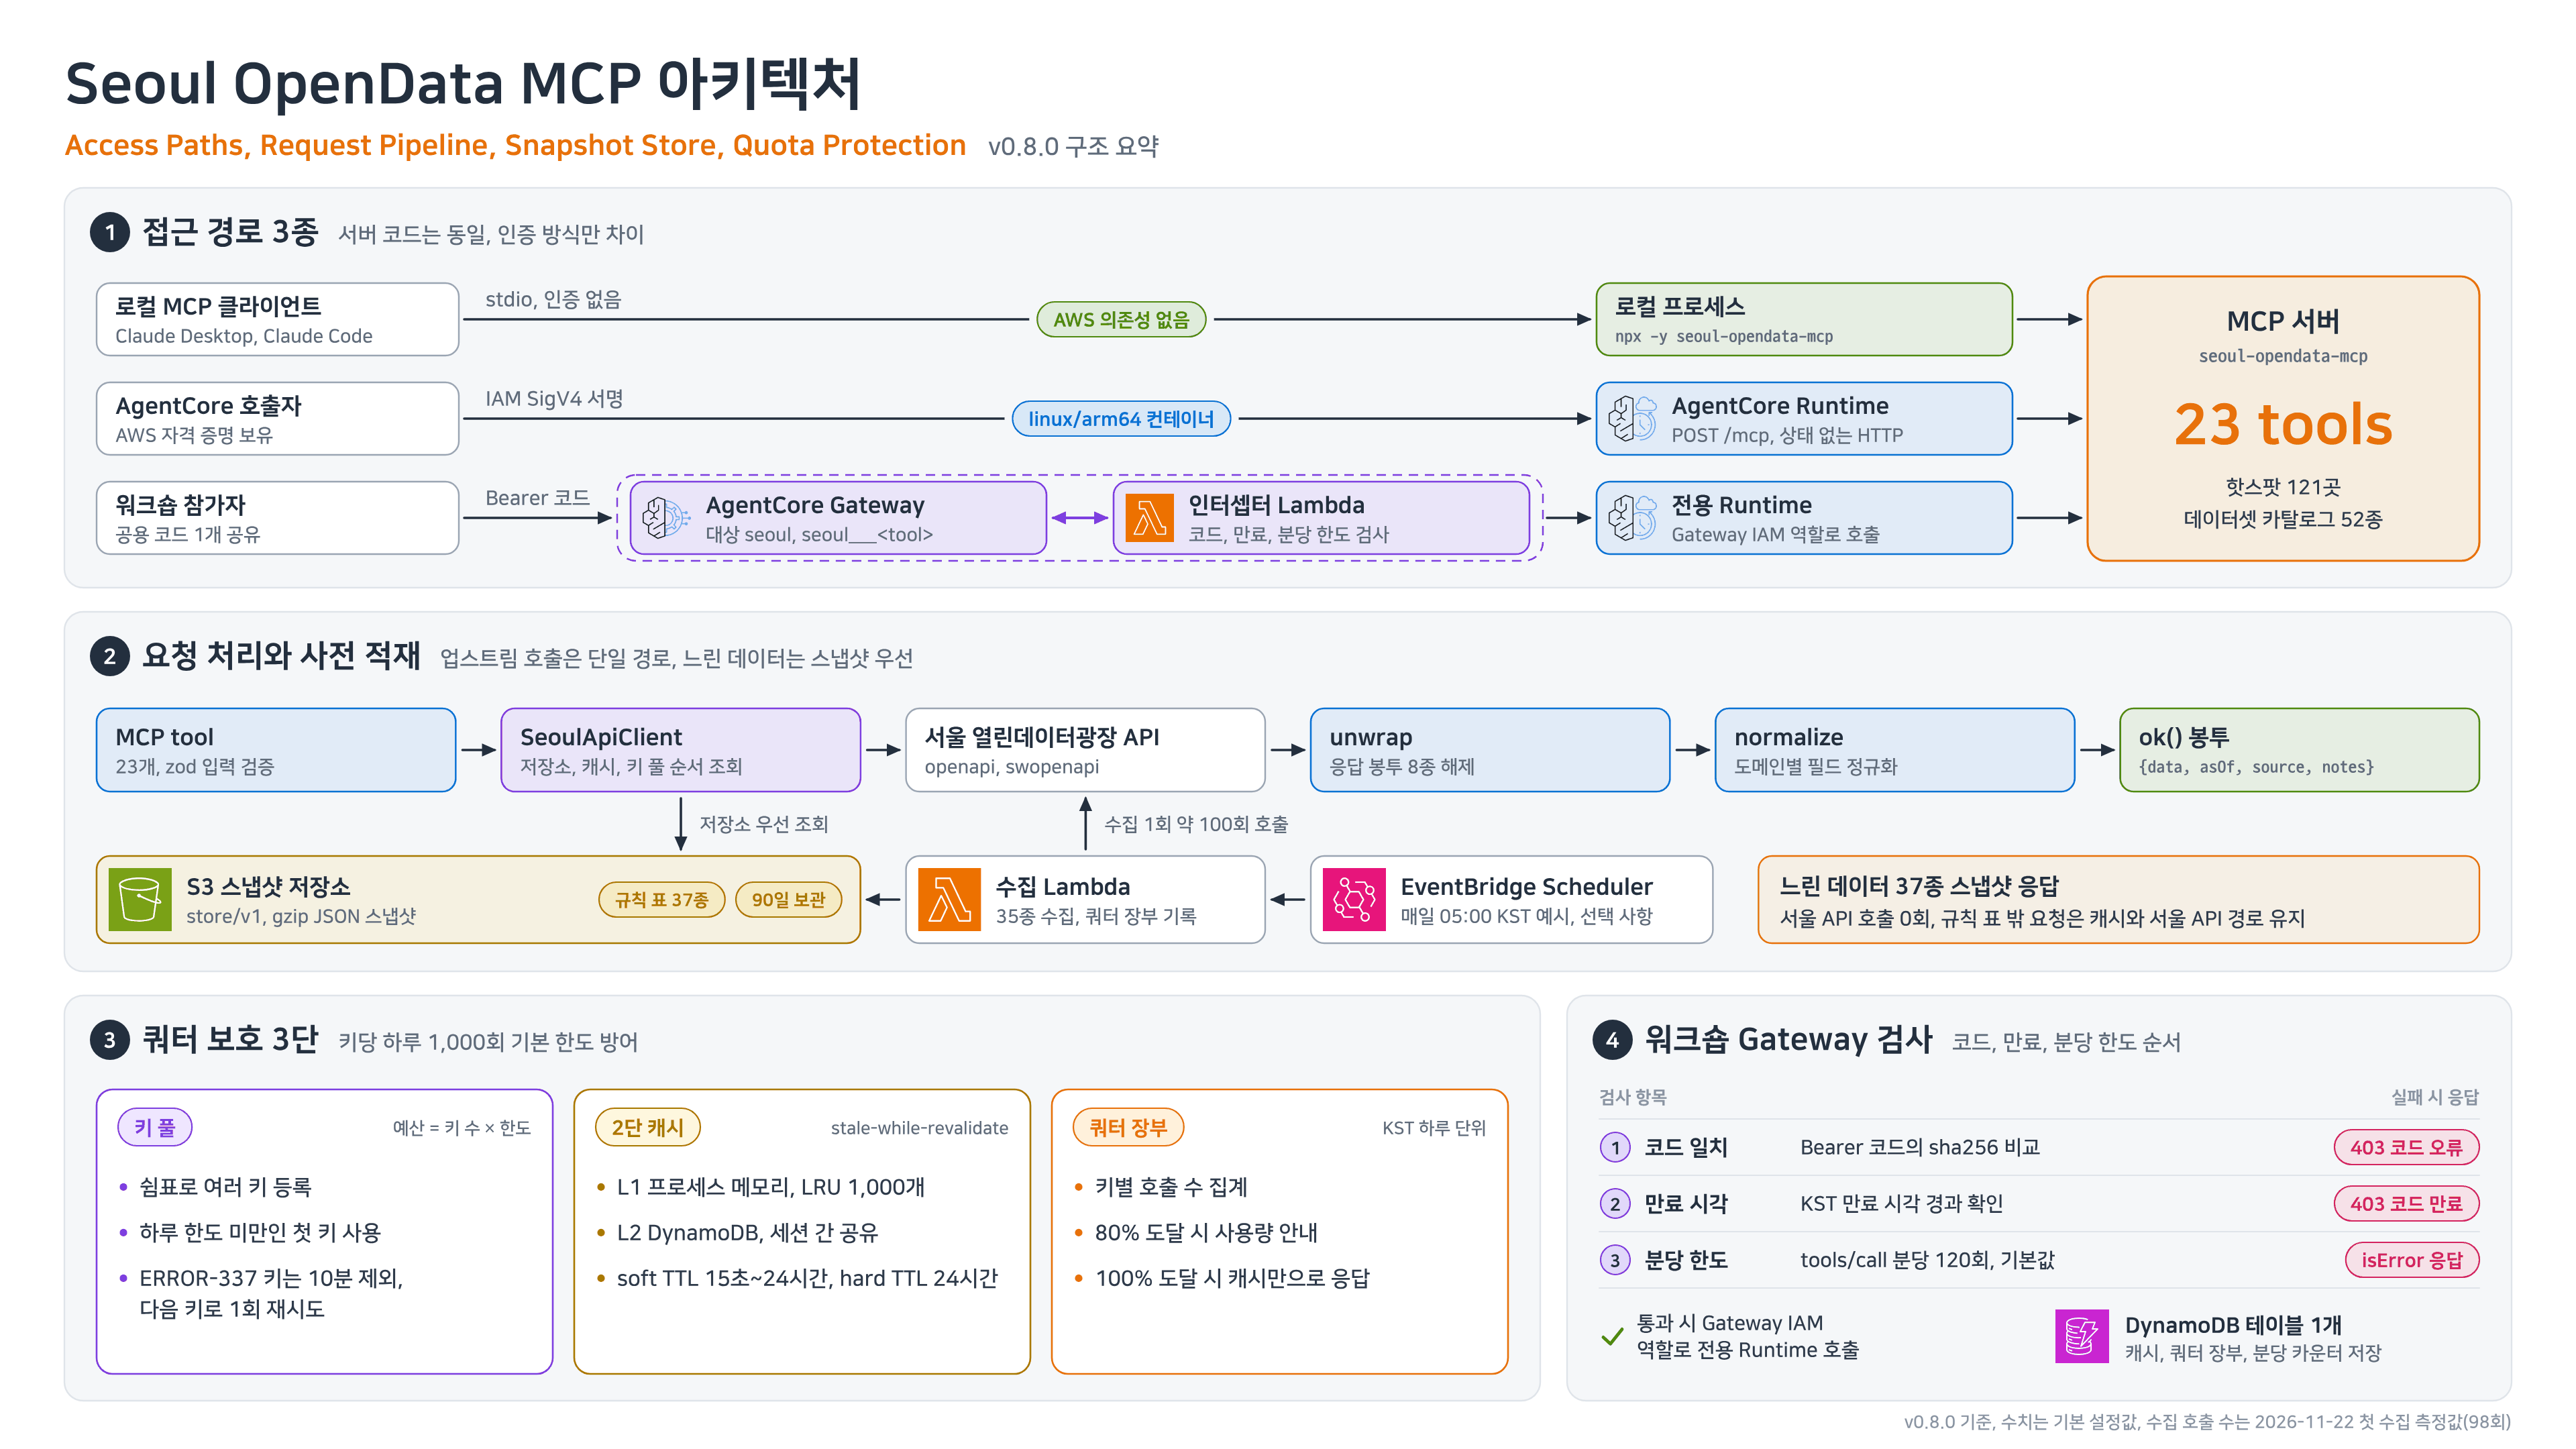 Seoul OpenData MCP 아키텍처
Access Paths, Request Pipeline, Snapshot Store, Quota Protection v0.8.0 구조 요약
1 접근 경로 3종 서버 코드는 동일, 인증 방식만 차이
로컬 MCP 클라이언트
Claude Desktop, Claude Code
stdio, 인증 없음
AWS 의존성 없음
로컬 프로세스
npx -y seoul-opendata-mcp
AgentCore 호출자
AWS 자격 증명 보유
IAM SigV4 서명
linux/arm64 컨테이너
AgentCore Runtime
POST /mcp, 상태 없는 HTTP
워크숍 참가자
공용 코드 1개 공유
Bearer 코드
AgentCore Gateway
대상 seoul, seoul___<tool>
인터셉터 Lambda
코드, 만료, 분당 한도 검사
전용 Runtime
Gateway IAM 역할로 호출
MCP 서버
seoul-opendata-mcp
23 tools
핫스팟 121곳
데이터셋 카탈로그 52종
2 요청 처리와 사전 적재 업스트림 호출은 단일 경로, 느린 데이터는 스냅샷 우선
MCP tool
23개, zod 입력 검증
SeoulApiClient
저장소, 캐시, 키 풀 순서 조회
서울 열린데이터광장 API
openapi, swopenapi
unwrap
응답 봉투 8종 해제
normalize
도메인별 필드 정규화
ok() 봉투
{data, asOf, source, notes}
저장소 우선 조회
수집 1회 약 100회 호출
S3 스냅샷 저장소
store/v1, gzip JSON 스냅샷
규칙 표 37종
90일 보관
수집 Lambda
35종 수집, 쿼터 장부 기록
EventBridge Scheduler
매일 05:00 KST 예시, 선택 사항
느린 데이터 37종 스냅샷 응답
서울 API 호출 0회, 규칙 표 밖 요청은 캐시와 서울 API 경로 유지
3 쿼터 보호 3단 키당 하루 1,000회 기본 한도 방어
키 풀
예산 = 키 수 × 한도
• 쉼표로 여러 키 등록
• 하루 한도 미만인 첫 키 사용
• ERROR-337 키는 10분 제외,
다음 키로 1회 재시도
2단 캐시
stale-while-revalidate
• L1 프로세스 메모리, LRU 1,000개
• L2 DynamoDB, 세션 간 공유
• soft TTL 15초~24시간, hard TTL 24시간
쿼터 장부
KST 하루 단위
• 키별 호출 수 집계
• 80% 도달 시 사용량 안내
• 100% 도달 시 캐시만으로 응답
4 워크숍 Gateway 검사 코드, 만료, 분당 한도 순서
검사 항목 실패 시 응답
1 코드 일치 Bearer 코드의 sha256 비교 403 코드 오류
2 만료 시각 KST 만료 시각 경과 확인 403 코드 만료
3 분당 한도 tools/call 분당 120회, 기본값 isError 응답
통과 시 Gateway IAM
역할로 전용 Runtime 호출
DynamoDB 테이블 1개
캐시, 쿼터 장부, 분당 카운터 저장
v0.8.0 기준, 수치는 기본 설정값, 수집 호출 수는 2026-11-22 첫 수집 측정값(98회)